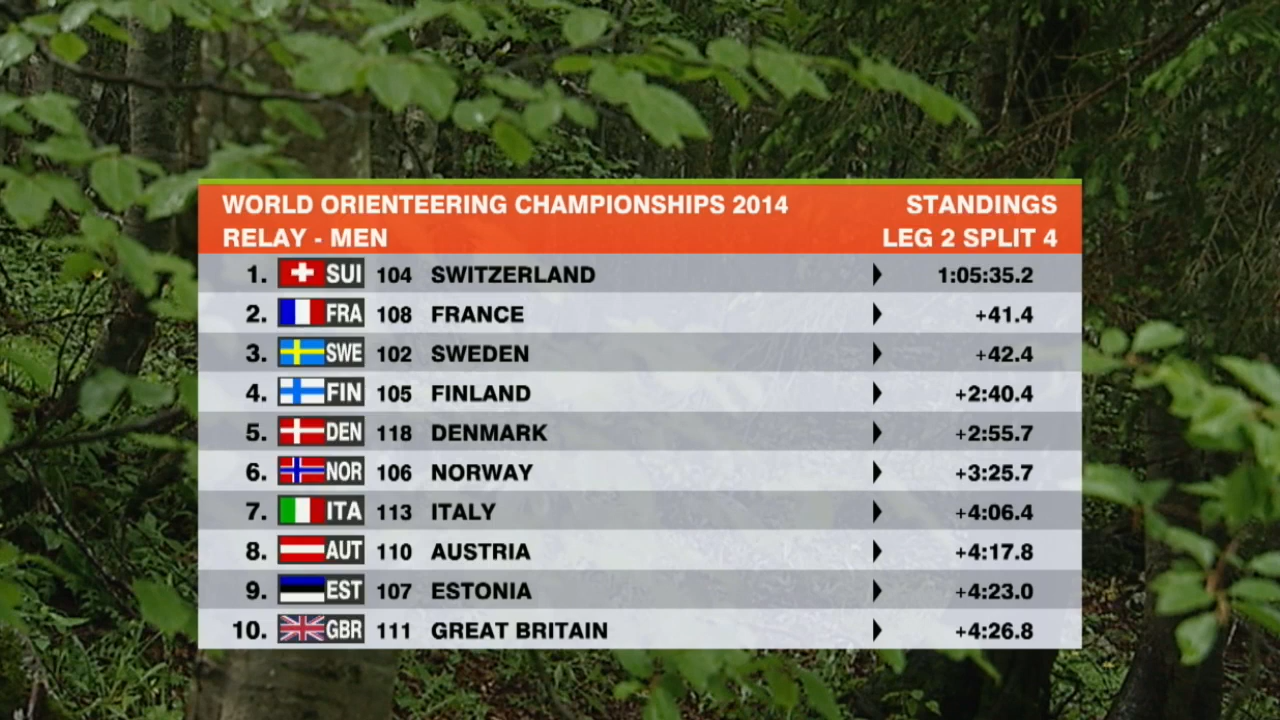 WORLD ORIENTEERING CHAMPIONSHIPS 2014 STANDINGS
RELAY - MEN LEG 2 SPLIT 4
1. SUI 104 SWITZERLAND 1:05:35.2
2. FRA 108 FRANCE +41.4
3. SWE 102 SWEDEN +42.4
4. FIN 105 FINLAND +2:40.4
5. DEN 118 DENMARK +2:55.7
6. NOR 106 NORWAY +3:25.7
7. ITA 113 ITALY +4:06.4
8. AUT 110 AUSTRIA +4:17.8
9. EST 107 ESTONIA +4:23.0
10. GBR 111 GREAT BRITAIN +4:26.8